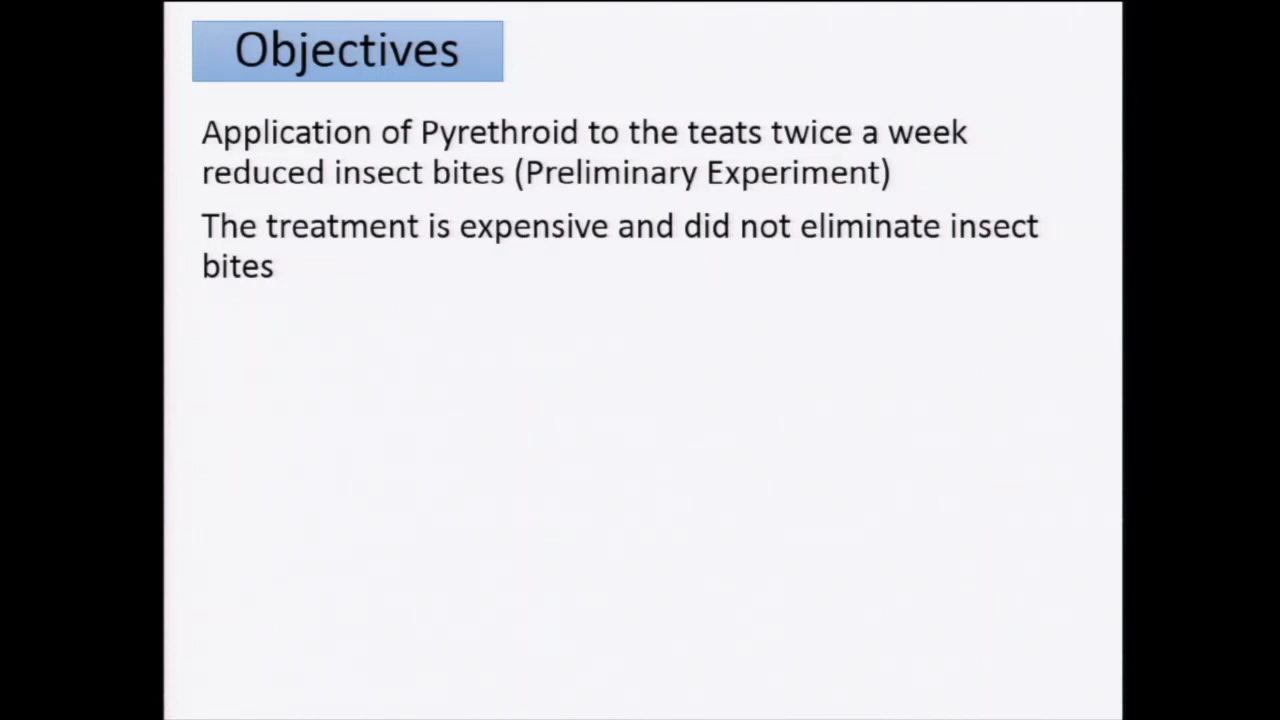 Objectives
Application of Pyrethroid to the teats twice a week
reduced insect bites (Preliminary Experiment)
The treatment is expensive and did not eliminate insect
bites